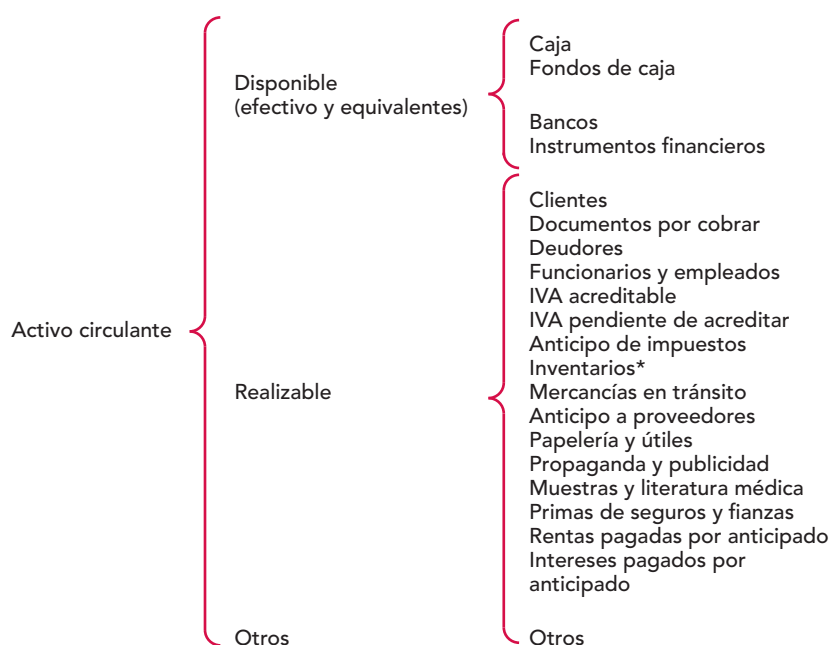 Activo circulante
Disponible
(efectivo y equivalentes)
Caja
Fondos de caja
Bancos
Instrumentos financieros
Realizable
Clientes
Documentos por cobrar
Deudores
Funcionarios y empleados
IVA acreditable
IVA pendiente de acreditar
Anticipo de impuestos
Inventarios*
Mercancías en tránsito
Anticipo a proveedores
Papelería y útiles
Propaganda y publicidad
Muestras y literatura médica
Primas de seguros y fianzas
Rentas pagadas por anticipado
Intereses pagados por
anticipado
Otros
Otros